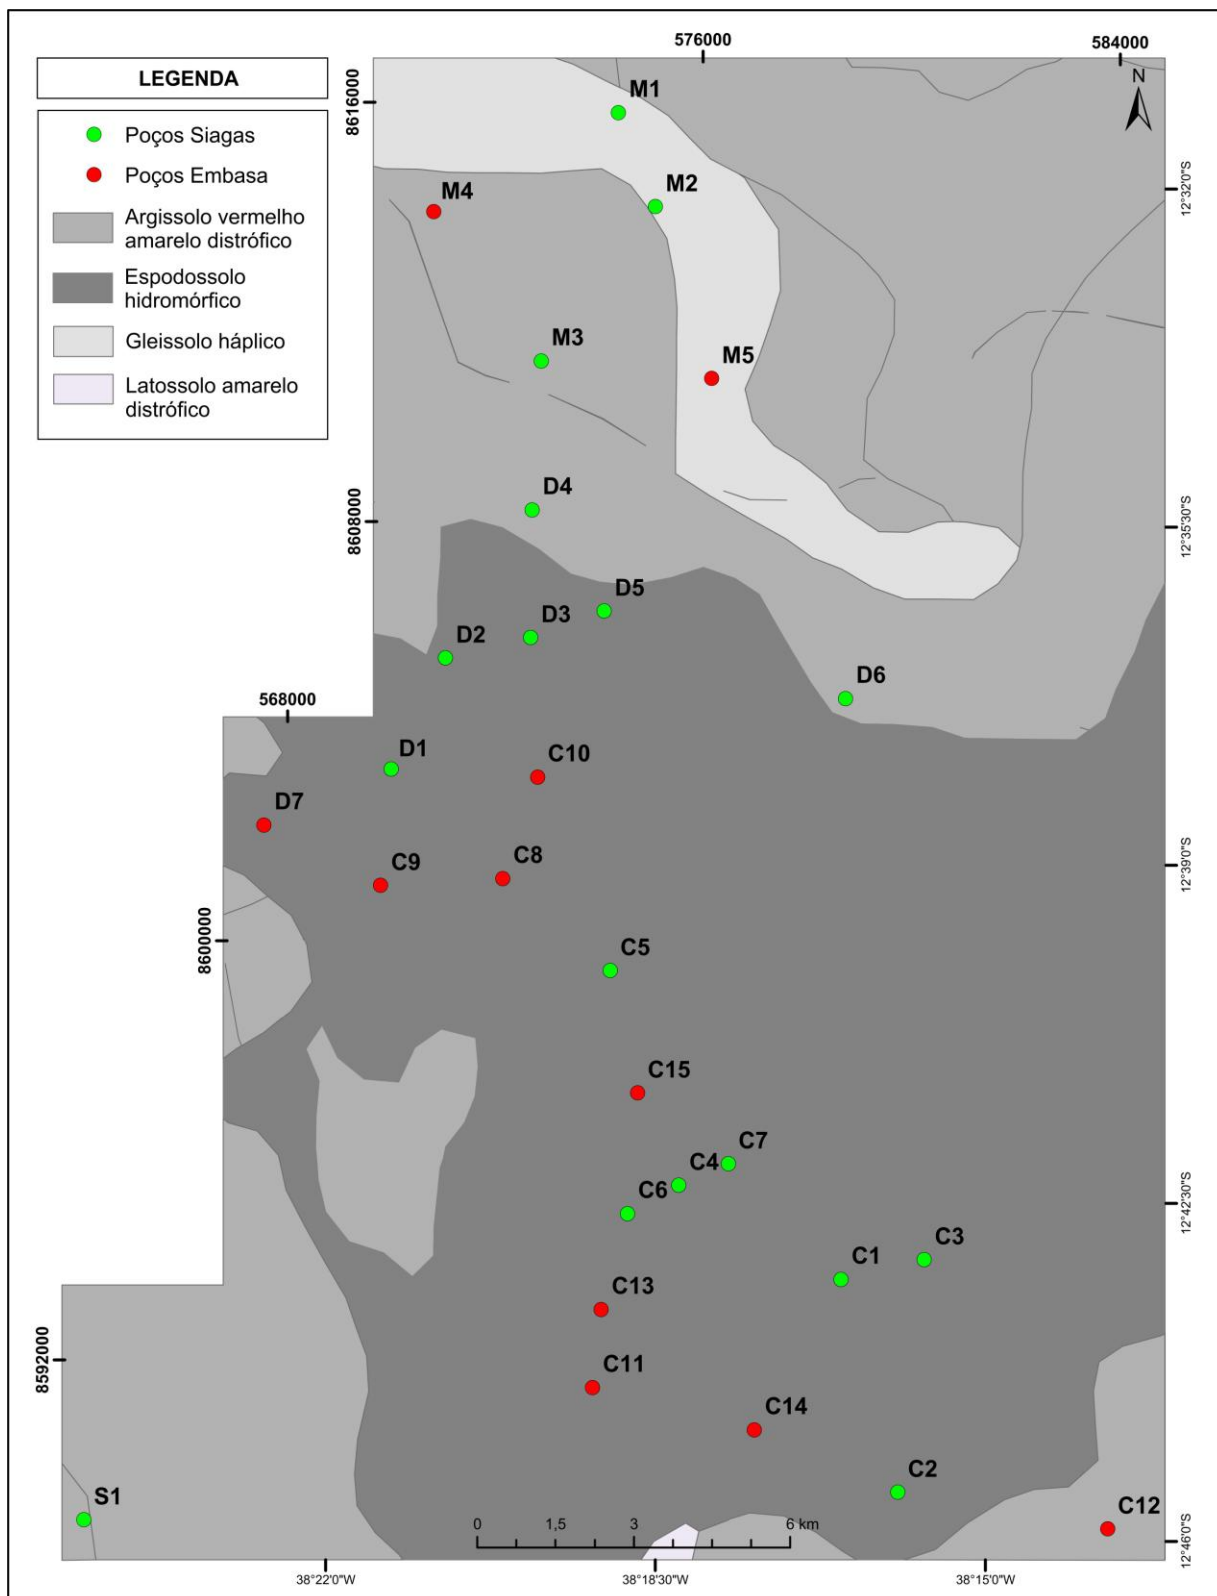 576000
584000
LEGENDA
N
Poços Siagas
Poços Embasa
Argissolo vermelho
amarelo distrófico
Espodossolo
hidromórfico
Gleissolo háplico
Latossolo amarelo
distrófico
8616000
M1
12°32'0"S
M4
M2
M3
M5
D4
8608000
12°35'30"S
D5
D3
D2
D6
568000
D1
C10
D7
C9
C8
12°39'0"S
8600000
C5
C15
C7
C4
C6
12°42'30"S
C3
C1
C13
8592000
C11
C14
C2
S1
C12
0
1,5
3
6 km
12°46'0"S
38°22'0"W
38°18'30"W
38°15'0"W